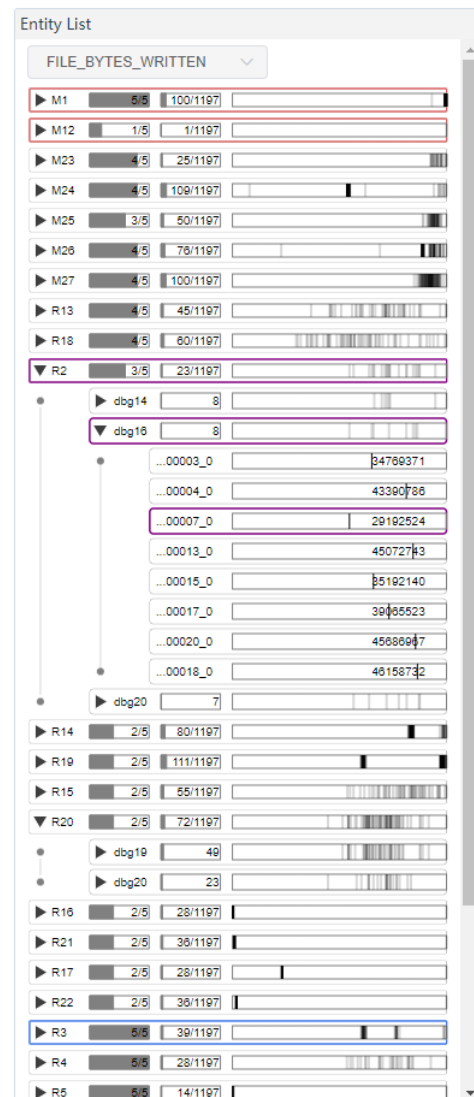 Entity List
FILE_BYTES_WRITTEN
M1 5/5 100/1197
M12 1/5 1/1197
M23 4/5 25/1197
M24 4/5 109/1197
M25 3/5 50/1197
M26 4/5 76/1197
M27 4/5 100/1197
R13 4/5 45/1197
R18 4/5 60/1197
R2 3/5 23/1197
dbg14 8
dbg16 8
...00003_0 34769371
...00004_0 43390786
...00007_0 29192524
...00013_0 45072743
...00015_0 35192140
...00017_0 39065523
...00020_0 45686967
...00018_0 46158732
dbg20 7
R14 2/5 80/1197
R19 2/5 111/1197
R15 2/5 55/1197
R20 2/5 72/1197
dbg19 49
dbg20 23
R16 2/5 28/1197
R21 2/5 36/1197
R17 2/5 28/1197
R22 2/5 36/1197
R3 5/5 39/1197
R4 5/5 28/1197
R5 5/5 14/1197